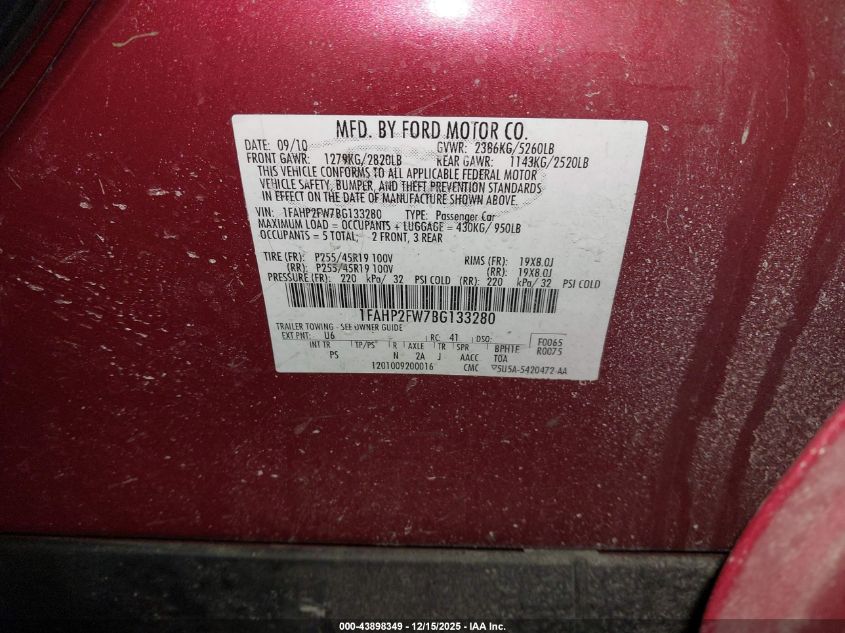 MFD. BY FORD MOTOR CO.
DATE: 09/10 GVWR: 2386KG/5260LB
FRONT GAWR: 1279KG/2820LB REAR GAWR: 1143KG/2520LB
THIS VEHICLE CONFORMS TO ALL APPLICABLE FEDERAL MOTOR
VEHICLE SAFETY, BUMPER, AND THEFT PREVENTION STANDARDS
IN EFFECT ON THE DATE OF MANUFACTURE SHOWN ABOVE.
VIN: 1FAHP2FW7BG133280 TYPE: Passenger Car
MAXIMUM LOAD = OCCUPANTS + LUGGAGE = 430KG/ 950LB
OCCUPANTS = 5 TOTAL; 2 FRONT, 3 REAR
TIRE (FR): P255/45R19 100V RIMS (FR): 19X8.0J
(RR): P255/45R19 100V (RR): 19X8.0J
PRESSURE (FR): 220 kPa/ 32 PSI COLD (RR): 220 kPa/ 32 PSI COLD
1FAHP2FW7BG133280
TRAILER TOWING - SEE OWNER GUIDE
EXT PNT: U6 RC: 41 DSO: F0065
INT TR TP/PS R AXLE TR SPR BPHTE R0075
PS N 2A J AACC TOA
1201009200016 CMC 5U5A-5420472-AA
000-43898349 - 12/15/2025 - IAA Inc.